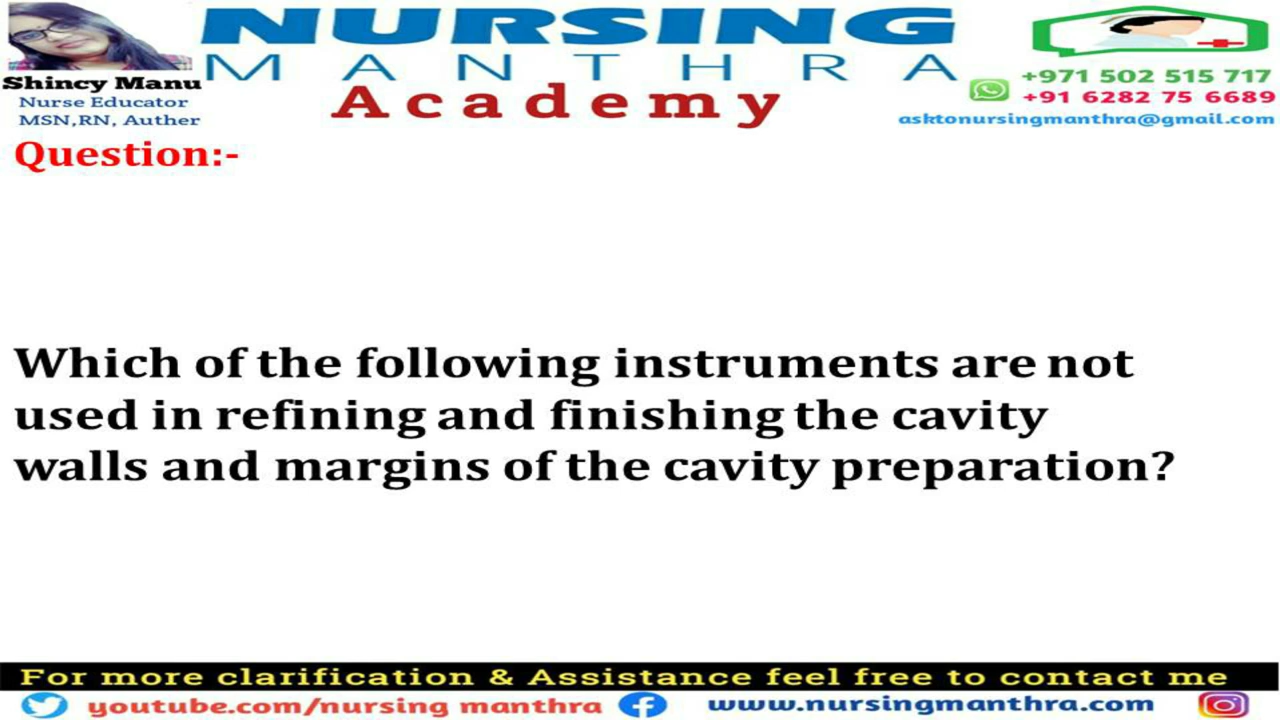 NURSING
MANTHRA
Academy
Shincy Manu
Nurse Educator
MSN,RN, Auther
+971 502 515 717
+91 6282 75 6689
asktonursingmanthra@gmail.com
Question:-
Which of the following instruments are not
used in refining and finishing the cavity
walls and margins of the cavity preparation?
For more clarification & Assistance feel free to contact me
youtube.com/nursing manthra
www.nursingmanthra.com